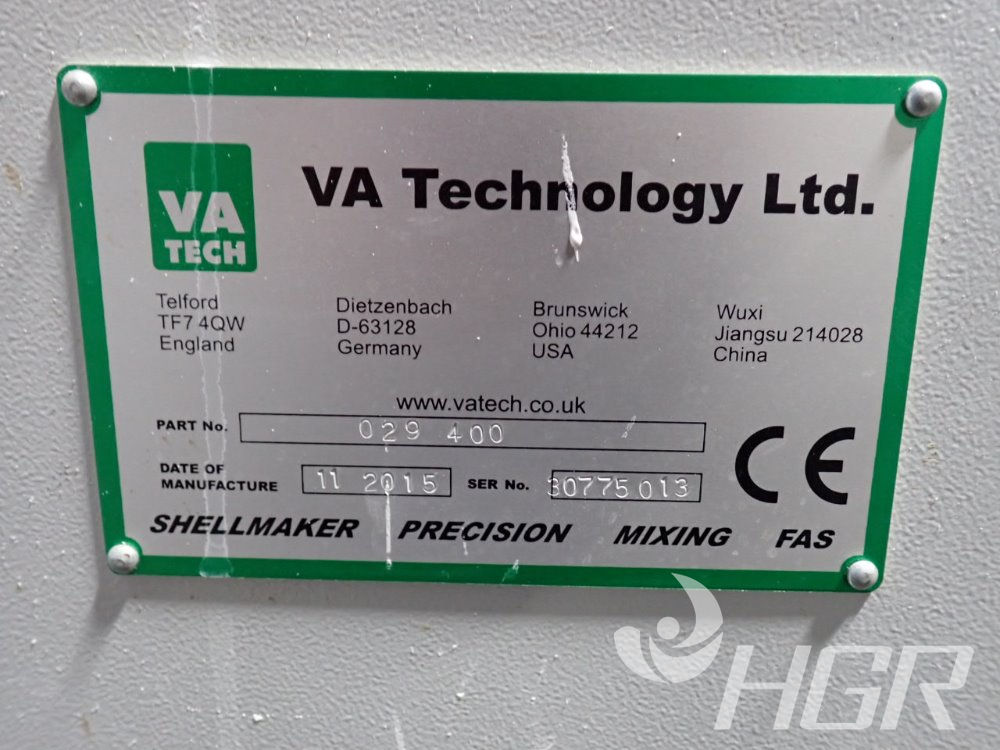 VA
TECH
VA Technology Ltd.
Telford
TF7 4QW
England
Dietzenbach
D-63128
Germany
Brunswick
Ohio 44212
USA
Wuxi
Jiangsu 214028
China
www.vatech.co.uk
PART No. 029 400
DATE OF
MANUFACTURE 11 2015 SER No. 30775013
CE
SHELLMAKER PRECISION MIXING FAS
HGR